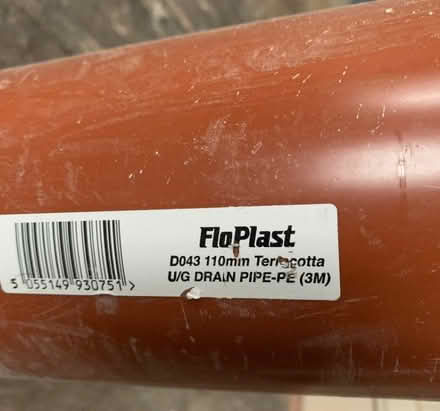 FloPlast
D043 110mm Terracotta
U/G DRAIN PIPE-PE (3M)
5 055149 930751 >